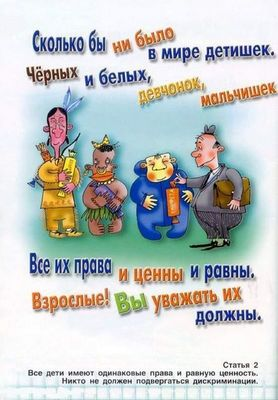 Сколько бы ни было
в мире детишек.
Чёрных и белых,
девчонок,
мальчишек
Все их права и ценны и равны.
Взрослые! Вы уважать их
должны.
Статья 2
Все дети имеют одинаковые права и равную ценность.
Никто не должен подвергаться дискриминации.